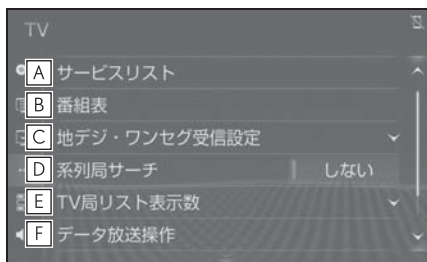 TV
A サービスリスト
B 番組表
C 地デジ・ワンセグ受信設定
D 系列局サーチ しない
E TV局リスト表示数
F データ放送操作